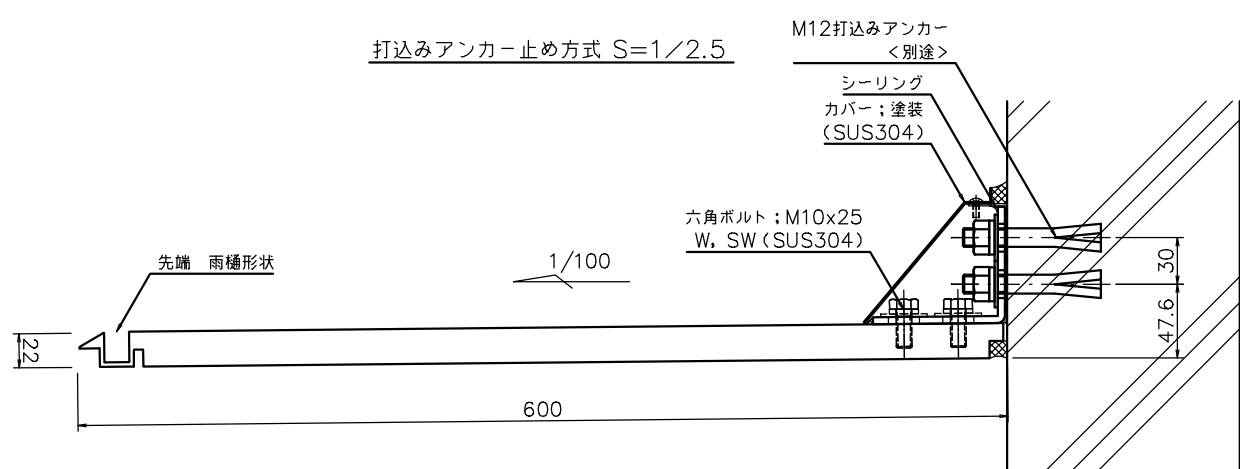 打込みアンカー止め方式 S=1/2.5
M12打込みアンカー
<別途>
シーリング
カバー;塗装
(SUS304)
六角ボルト;M10x25
W, SW(SUS304)
先端 雨樋形状
1/100
30
47.6
22
600